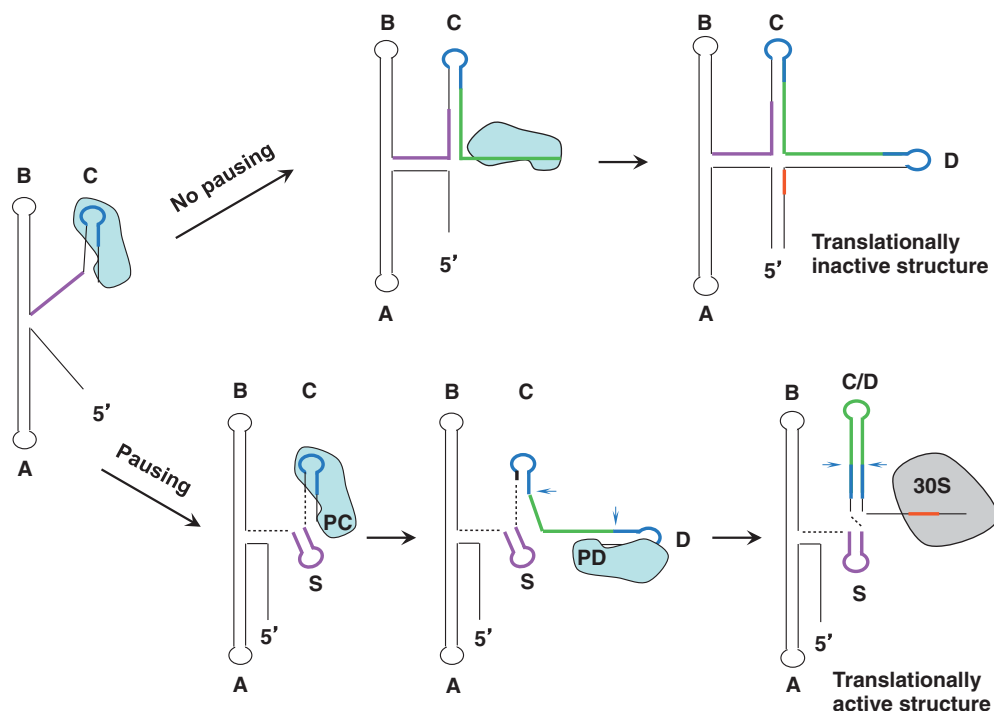 B C
No pausing
5'
A
B C
5'
A
B C
D
5'
A
Translationally
inactive structure
Pausing
B C
PC
S
5'
A
B C
PD
D
S
5'
A
B
C/D
30S
S
5'
A
Translationally
active structure